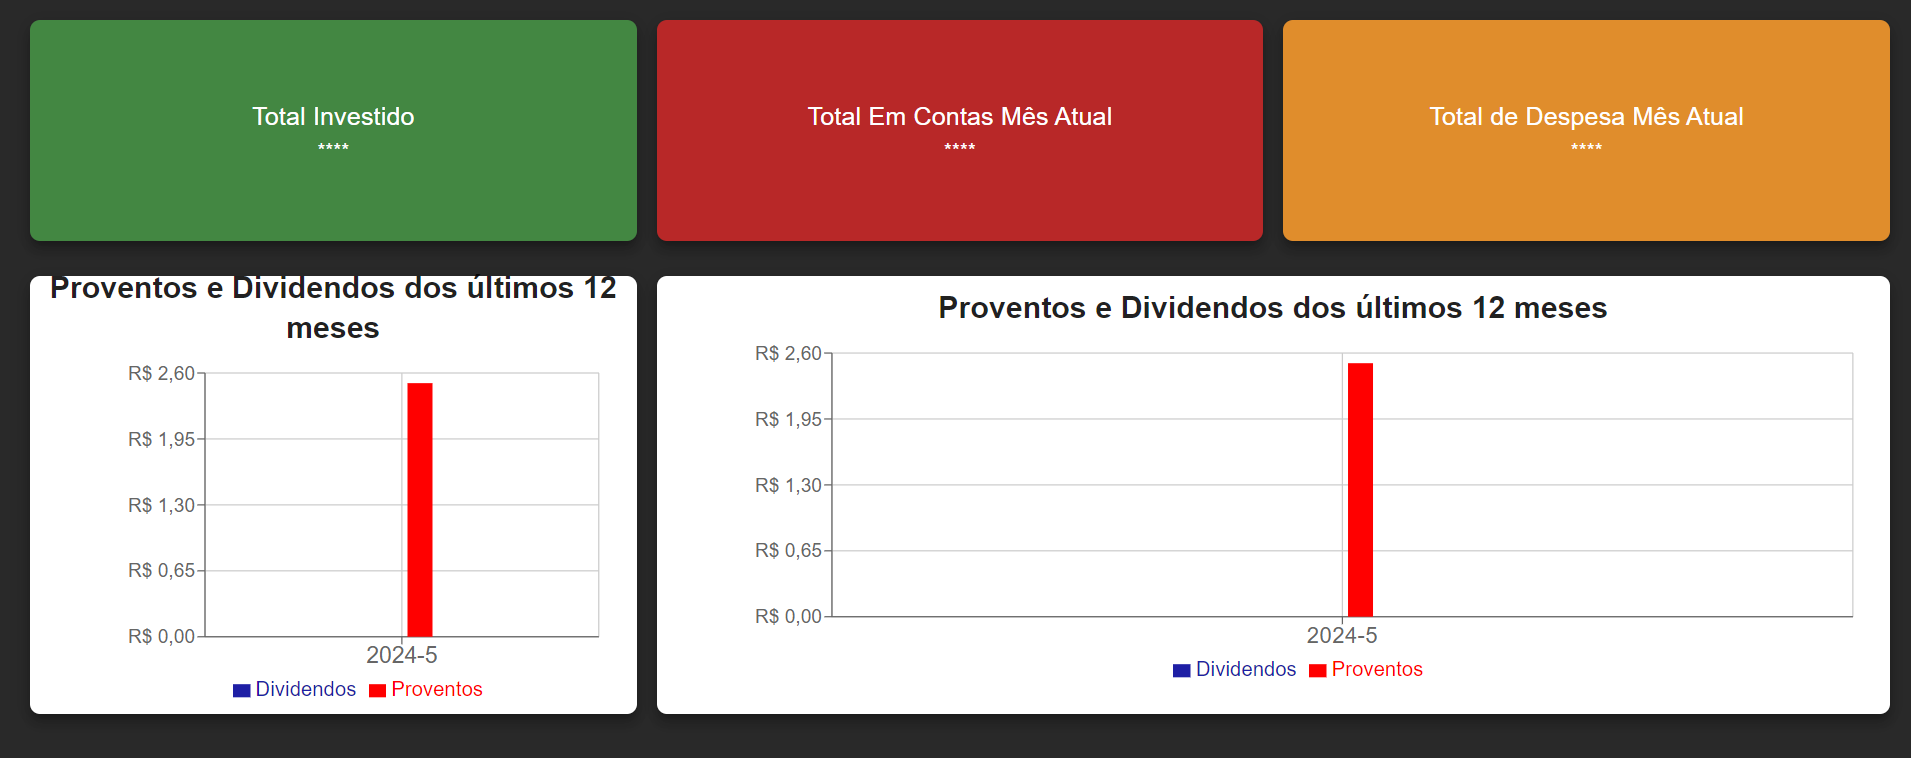 Total Investido
****
Total Em Contas Mês Atual
****
Total de Despesa Mês Atual
****
Proventos e Dividendos dos últimos 12
meses
R$ 2,60
R$ 1,95
R$ 1,30
R$ 0,65
R$ 0,00
2024-5
Dividendos Proventos
Proventos e Dividendos dos últimos 12 meses
R$ 2,60
R$ 1,95
R$ 1,30
R$ 0,65
R$ 0,00
2024-5
Dividendos Proventos